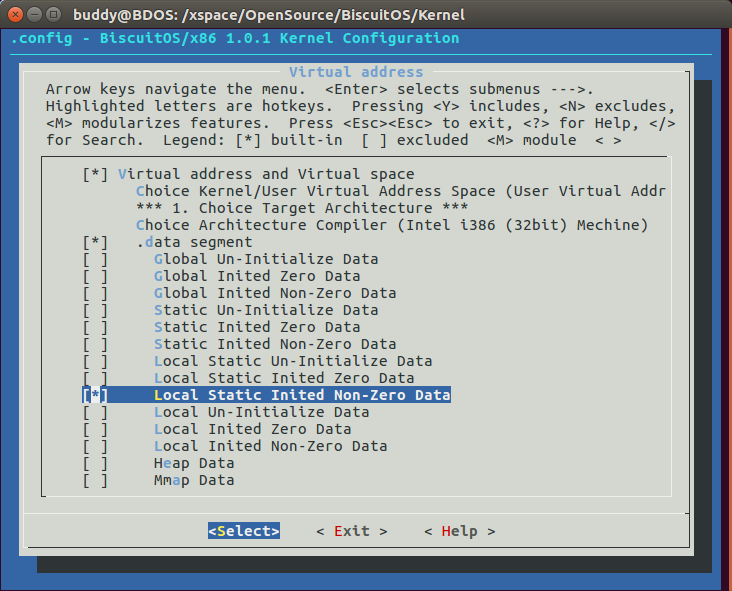 buddy@BDOS: /xspace/OpenSource/BiscuitOS/Kernel
.config - BiscuitOS/x86 1.0.1 Kernel Configuration
Virtual address
Arrow keys navigate the menu.  <Enter> selects submenus --->.
Highlighted letters are hotkeys.  Pressing <Y> includes, <N> excludes,
<M> modularizes features.  Press <Esc><Esc> to exit, <?> for Help, </>
for Search.  Legend: [*] built-in  [ ] excluded  <M> module  < >
[*] Virtual address and Virtual space
Choice Kernel/User Virtual Address Space (User Virtual Addr
*** 1. Choice Target Architecture ***
Choice Architecture Compiler (Intel i386 (32bit) Mechine)
[*]   .data segment
[ ]     Global Un-Initialize Data
[ ]     Global Inited Zero Data
[ ]     Global Inited Non-Zero Data
[ ]     Static Un-Initialize Data
[ ]     Static Inited Zero Data
[ ]     Static Inited Non-Zero Data
[ ]     Local Static Un-Initialize Data
[ ]     Local Static Inited Zero Data
[*]     Local Static Inited Non-Zero Data
[ ]     Local Un-Initialize Data
[ ]     Local Inited Zero Data
[ ]     Local Inited Non-Zero Data
[ ]     Heap Data
[ ]     Mmap Data
<Select>    < Exit >    < Help >